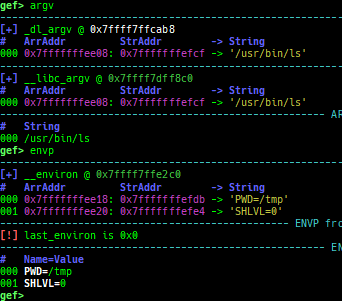 gef> argv
[+] _dl_argv @ 0x7ffff7ffcab8
# ArrAddr StrAddr -> String
000 0x7fffffffee08: 0x7fffffffefcf -> '/usr/bin/ls'
[+] __libc_argv @ 0x7ffff7dff8c0
# ArrAddr StrAddr -> String
000 0x7fffffffee08: 0x7fffffffefcf -> '/usr/bin/ls'
AR
# String
000 /usr/bin/ls
gef> envp
[+] __environ @ 0x7ffff7ffe2c0
# ArrAddr StrAddr -> String
000 0x7fffffffee18: 0x7fffffffefdb -> 'PWD=/tmp'
001 0x7fffffffee20: 0x7fffffffefe4 -> 'SHLVL=0'
ENVP fro
[!] last_environ is 0x0
EN
# Name=Value
000 PWD=/tmp
001 SHLVL=0
gef>